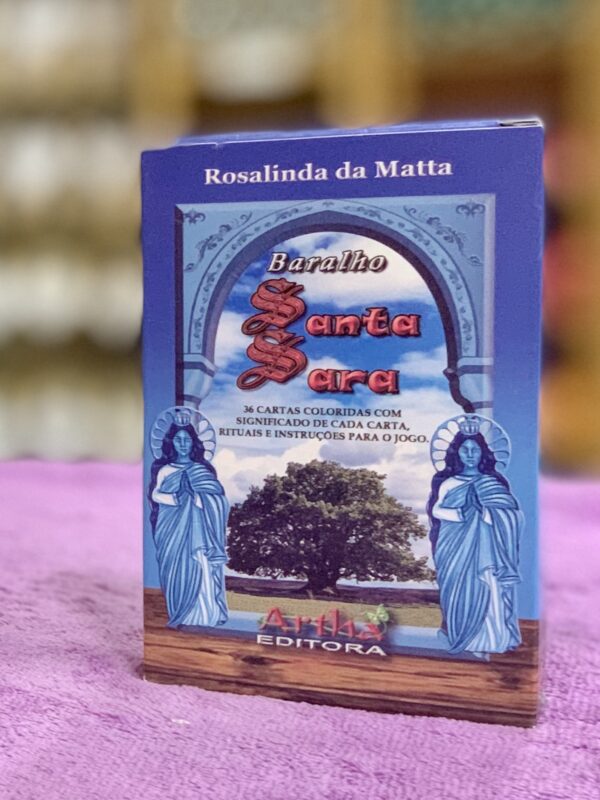 Rosalinda da Matta
Baralho
Santa
Sara
36 CARTAS COLORIDAS COM
SIGNIFICADO DE CADA CARTA,
RITUAIS E INSTRUÇÕES PARA O JOGO.
Artha
EDITORA